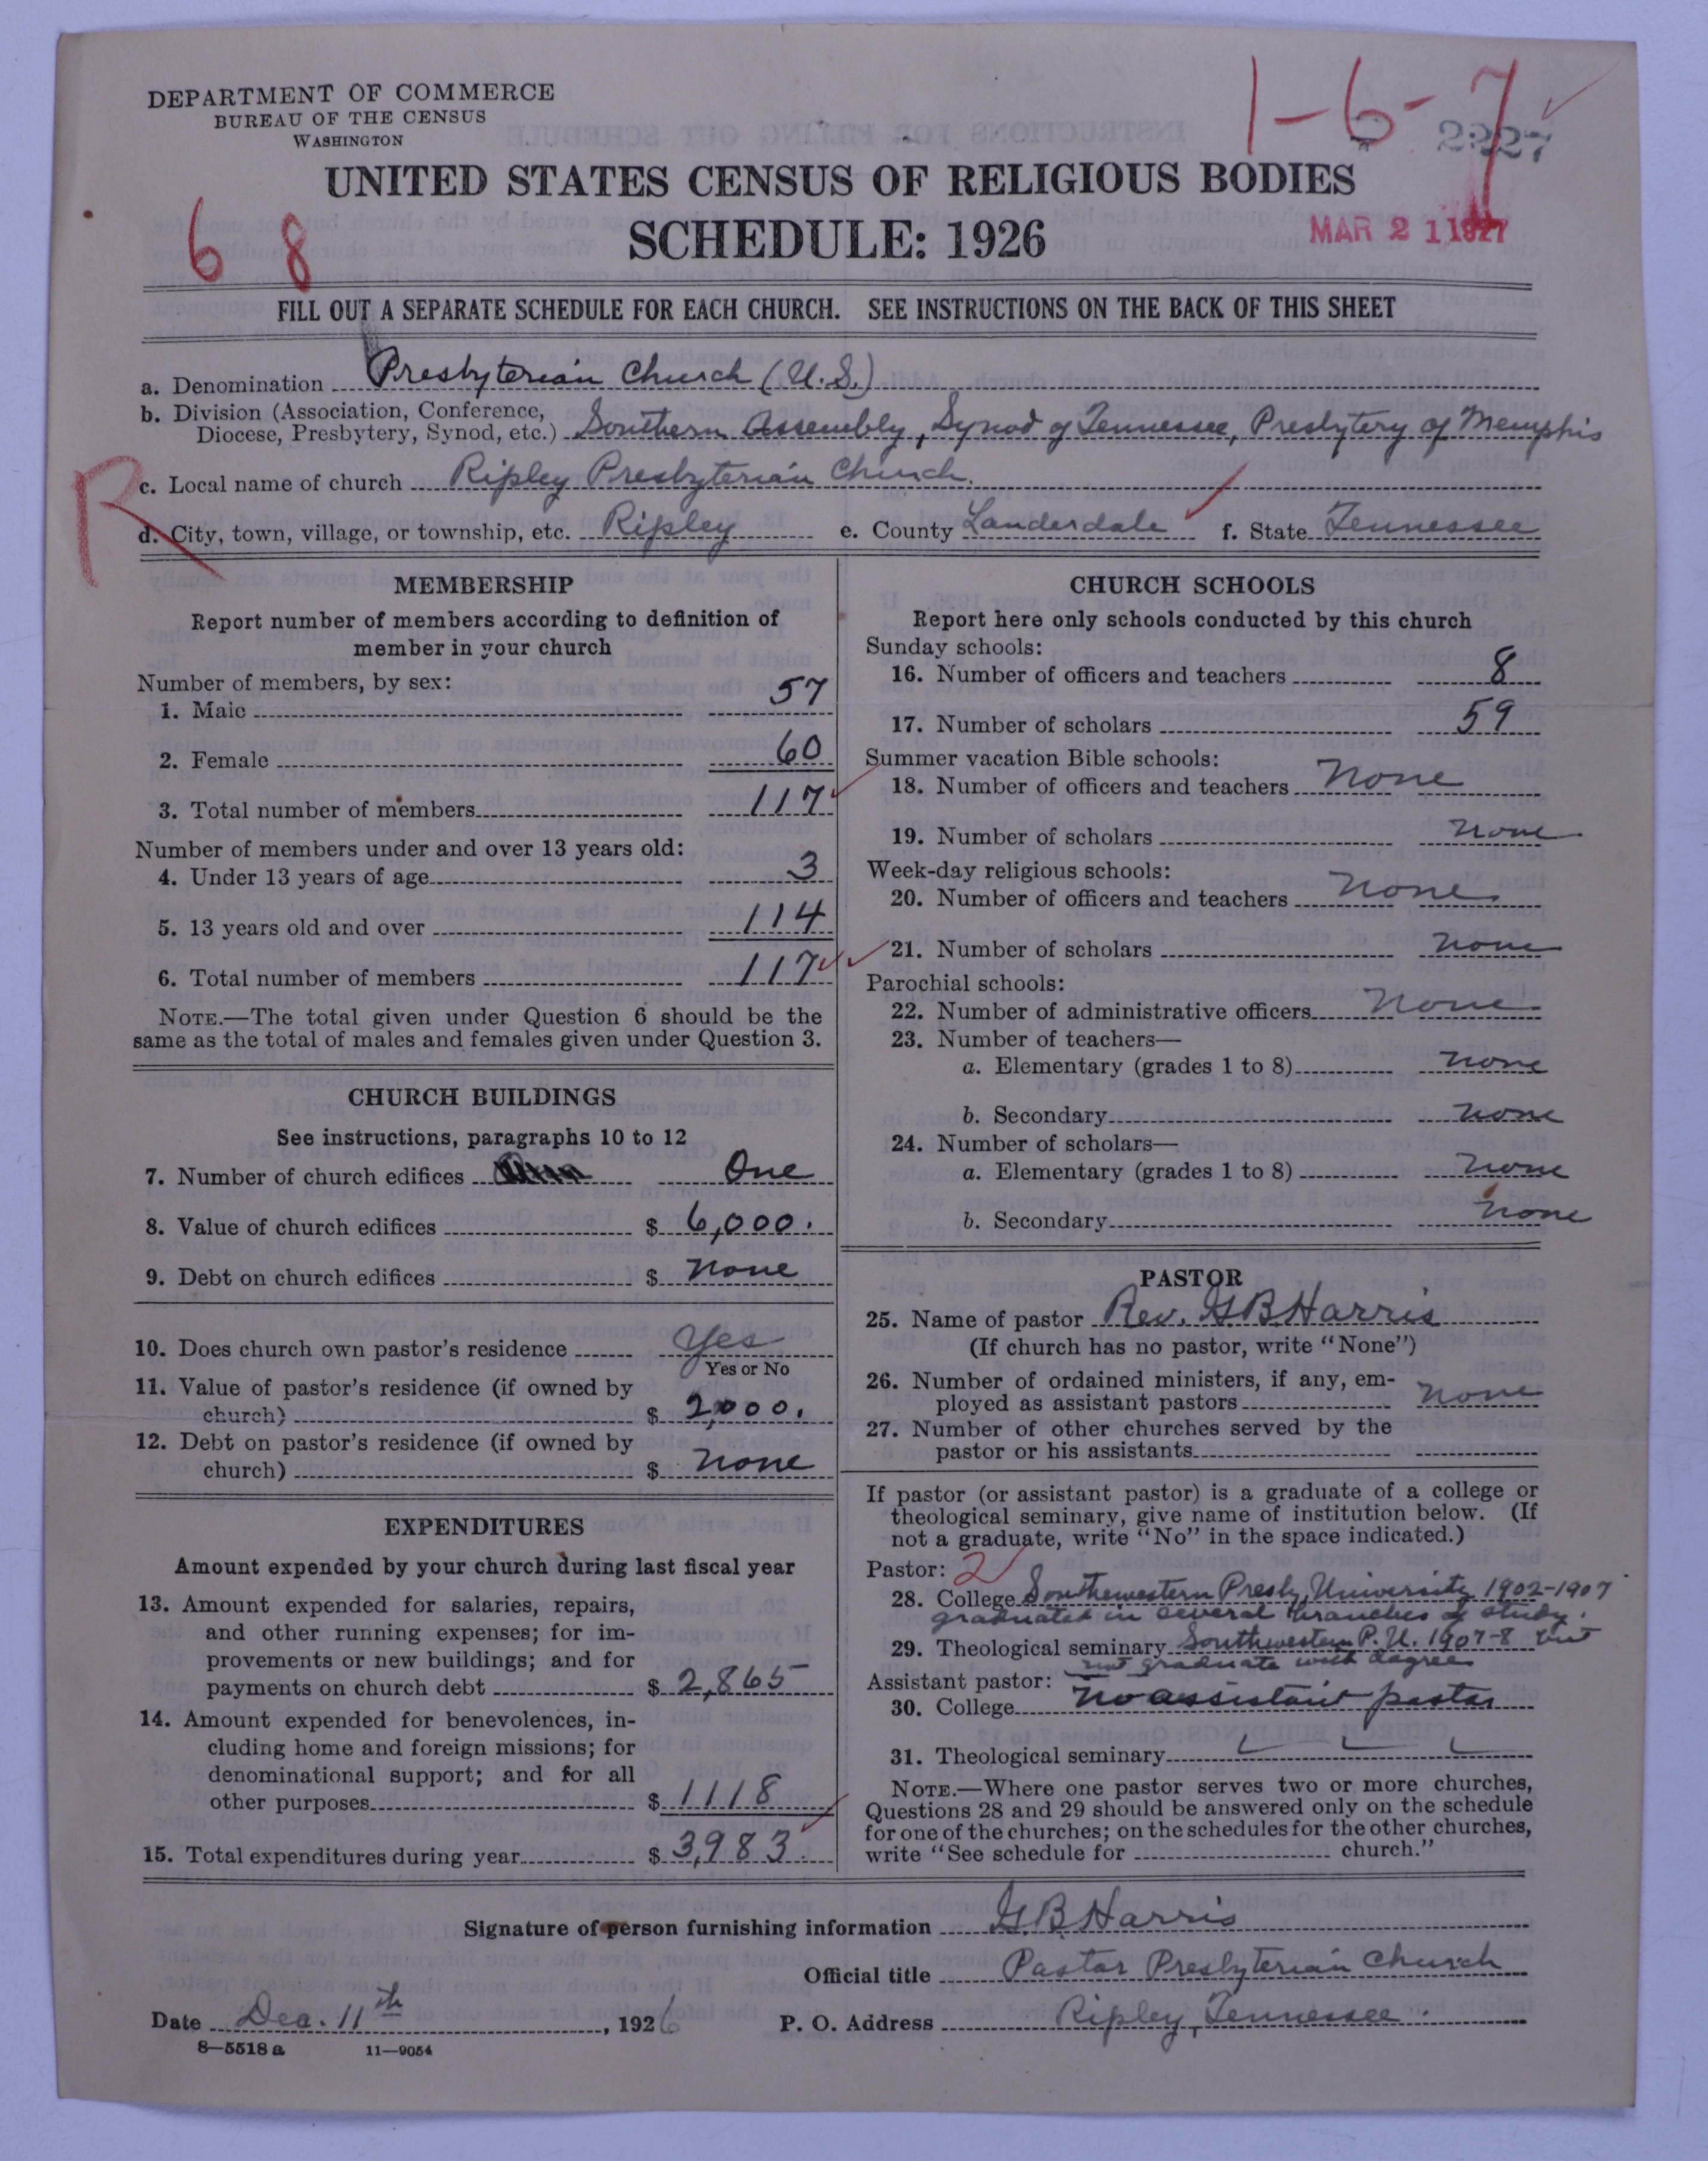 DEPARTMENT OF COMMERCE
BUREAU OF THE CENSUS
WASHINGTON
1-6-7
2227
UNITED STATES CENSUS OF RELIGIOUS BODIES
SCHEDULE: 1926
6 8
MAR 21 1927
FILL OUT A SEPARATE SCHEDULE FOR EACH CHURCH. SEE INSTRUCTIONS ON THE BACK OF THIS SHEET
a. Denomination Presbyterian Church (U.S.)
b. Division (Association, Conference,
Diocese, Presbytery, Synod, etc.) Southern Assembly, Synod of Tennessee, Presbytery of Memphis
R
c. Local name of church Ripley Presbyterian Church.
d. City, town, village, or township, etc. Ripley e. County Lauderdale f. State Tennessee
MEMBERSHIP
Report number of members according to definition of
member in your church
Number of members, by sex:
1. Male 57
2. Female 60
3. Total number of members 117
Number of members under and over 13 years old:
4. Under 13 years of age 3
5. 13 years old and over 114
6. Total number of members 117
NOTE.—The total given under Question 6 should be the
same as the total of males and females given under Question 3.
CHURCH BUILDINGS
See instructions, paragraphs 10 to 12
7. Number of church edifices One
8. Value of church edifices $ 6,000.
9. Debt on church edifices $ none
10. Does church own pastor's residence Yes
Yes or No
11. Value of pastor's residence (if owned by
church) $ 2,000.
12. Debt on pastor's residence (if owned by
church) $ none
EXPENDITURES
Amount expended by your church during last fiscal year
13. Amount expended for salaries, repairs,
and other running expenses; for im-
provements or new buildings; and for
payments on church debt $ 2,865
14. Amount expended for benevolences, in-
cluding home and foreign missions; for
denominational support; and for all
other purposes $ 1118
15. Total expenditures during year $ 3,983.
CHURCH SCHOOLS
Report here only schools conducted by this church
Sunday schools:
16. Number of officers and teachers 8
17. Number of scholars 59
Summer vacation Bible schools:
18. Number of officers and teachers None
19. Number of scholars none
Week-day religious schools:
20. Number of officers and teachers None
21. Number of scholars none
Parochial schools:
22. Number of administrative officers None
23. Number of teachers—
a. Elementary (grades 1 to 8) none
b. Secondary none
24. Number of scholars—
a. Elementary (grades 1 to 8) none
b. Secondary none
PASTOR
25. Name of pastor Rev. G B Harris
(If church has no pastor, write "None")
26. Number of ordained ministers, if any, em-
ployed as assistant pastors none
27. Number of other churches served by the
pastor or his assistants
If pastor (or assistant pastor) is a graduate of a college or
theological seminary, give name of institution below. (If
not a graduate, write "No" in the space indicated.)
Pastor: 2
28. College Southwestern Presby. University 1902-1907
graduated in several branches of study.
29. Theological seminary Southwestern P. U. 1907-8 but
not graduate with degree
Assistant pastor:
30. College no assistant pastor
31. Theological seminary
NOTE.—Where one pastor serves two or more churches,
Questions 28 and 29 should be answered only on the schedule
for one of the churches; on the schedules for the other churches,
write "See schedule for church."
Signature of person furnishing information G B Harris
Official title Pastor Presbyterian Church
Date Dec. 11th, 1926 P. O. Address Ripley, Tennessee.
8—5518 a 11—9054